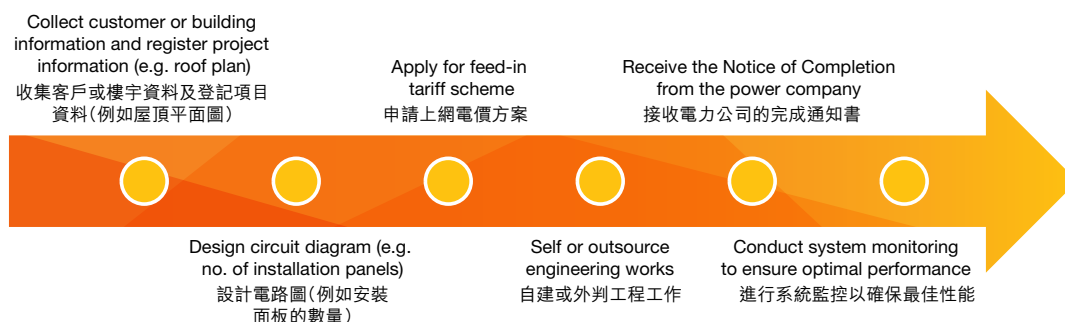 Collect customer or building
information and register project
information (e.g. roof plan)
收集客戶或樓宇資料及登記項目
資料(例如屋頂平面圖)
Design circuit diagram (e.g.
no. of installation panels)
設計電路圖(例如安裝
面板的數量)
Apply for feed-in
tariff scheme
申請上網電價方案
Self or outsource
engineering works
自建或外判工程工作
Receive the Notice of Completion
from the power company
接收電力公司的完成通知書
Conduct system monitoring
to ensure optimal performance
進行系統監控以確保最佳性能